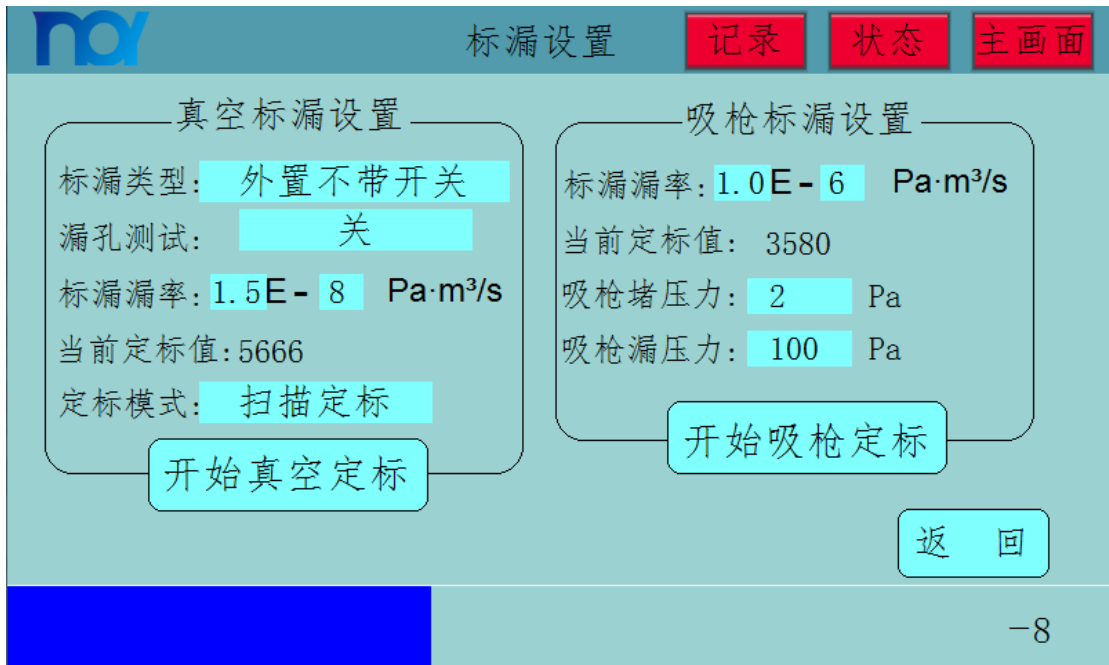 noy
标漏设置 记录 状态 主画面
真空标漏设置
标漏类型: 外置不带开关
漏孔测试: 关
标漏漏率: 1.5E-8 Pa·m³/s
当前定标值:5666
定标模式: 扫描定标
开始真空定标
吸枪标漏设置
标漏漏率: 1.0E-6 Pa·m³/s
当前定标值: 3580
吸枪堵压力: 2 Pa
吸枪漏压力: 100 Pa
开始吸枪定标
返 回
-8